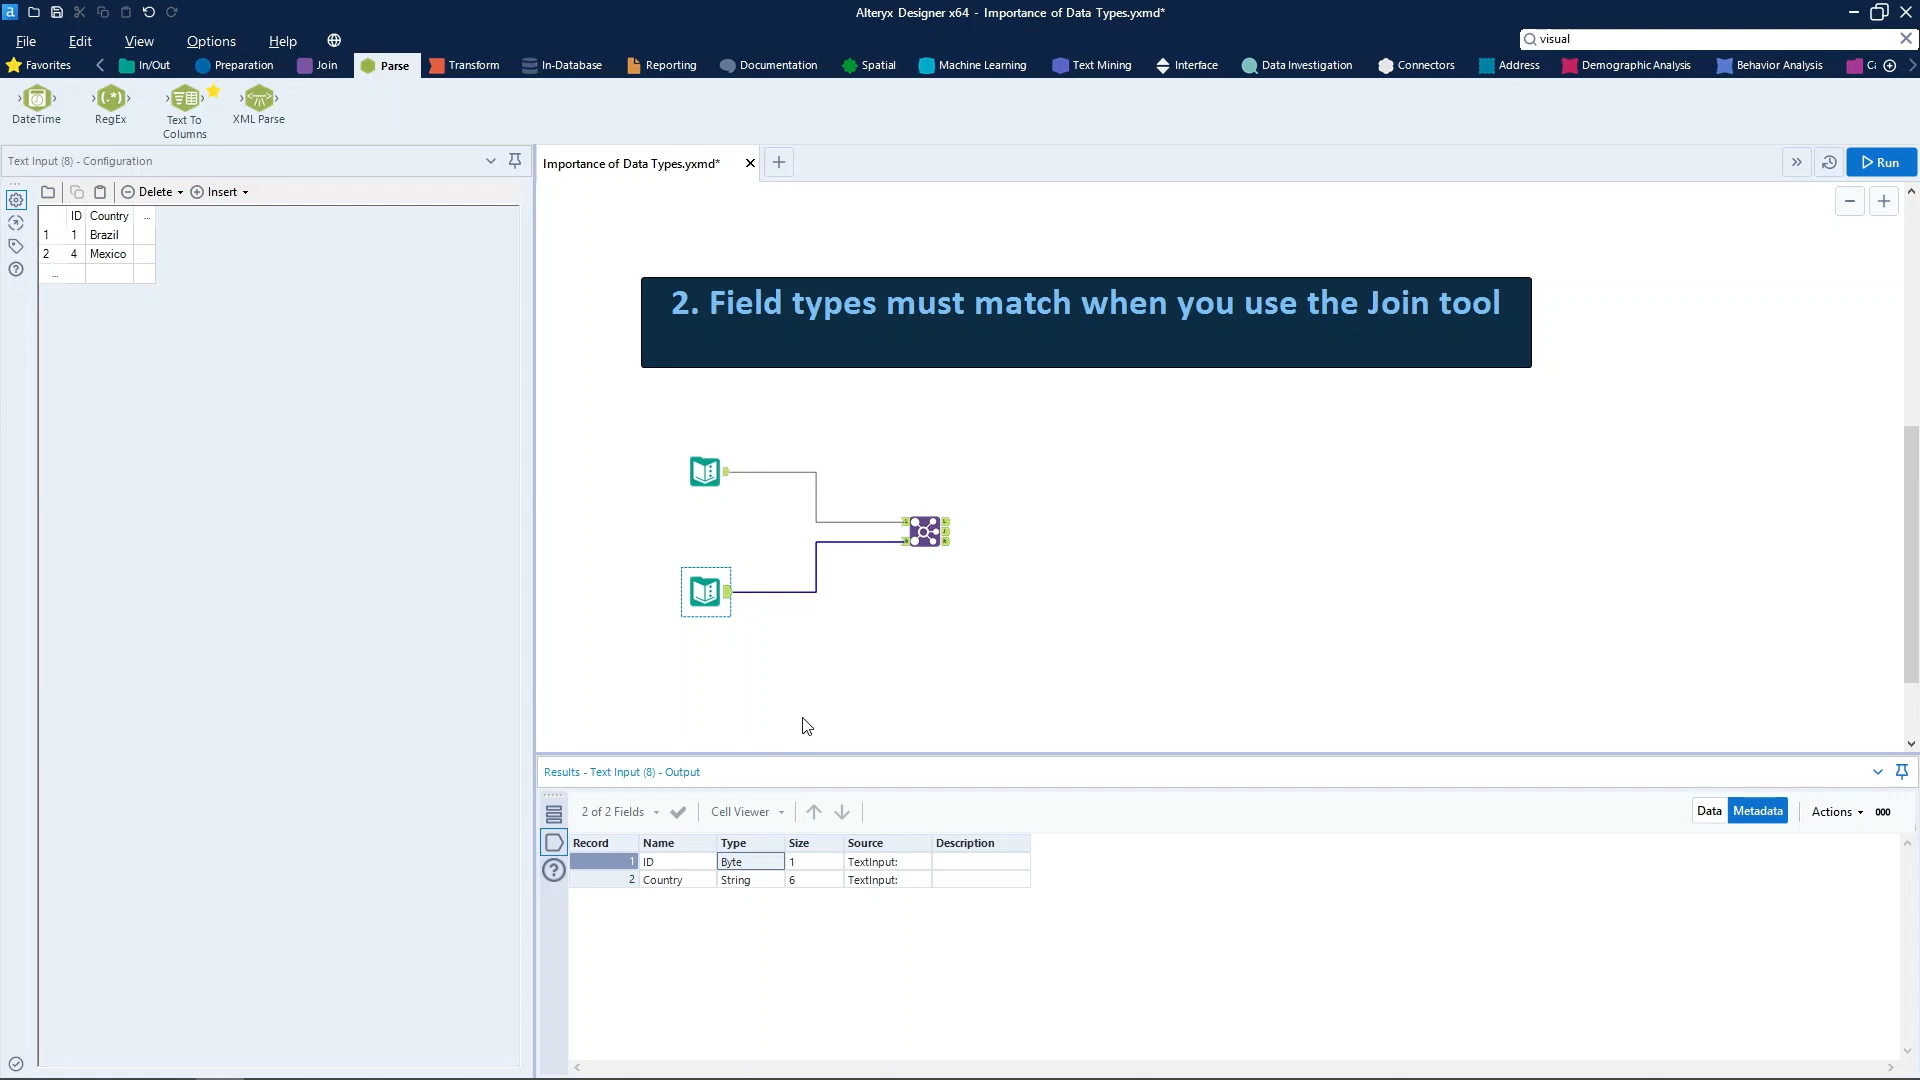 Alteryx Designer x64 - Importance of Data Types.yxmd*
File Edit View Options Help
visual
Favorites In/Out Preparation Join Parse Transform In-Database Reporting Documentation Spatial Machine Learning Text Mining Interface Data Investigation Connectors Address Demographic Analysis Behavior Analysis
DateTime RegEx Text To Columns XML Parse
Text Input (8) - Configuration
Importance of Data Types.yxmd*
Run
Delete Insert
ID Country ...
1 1 Brazil
2 4 Mexico
...
2. Field types must match when you use the Join tool
L L
J
R R
Results - Text Input (8) - Output
2 of 2 Fields Cell Viewer Data Metadata Actions 000
Record Name Type Size Source Description
1 ID Byte 1 TextInput:
2 Country String 6 TextInput: